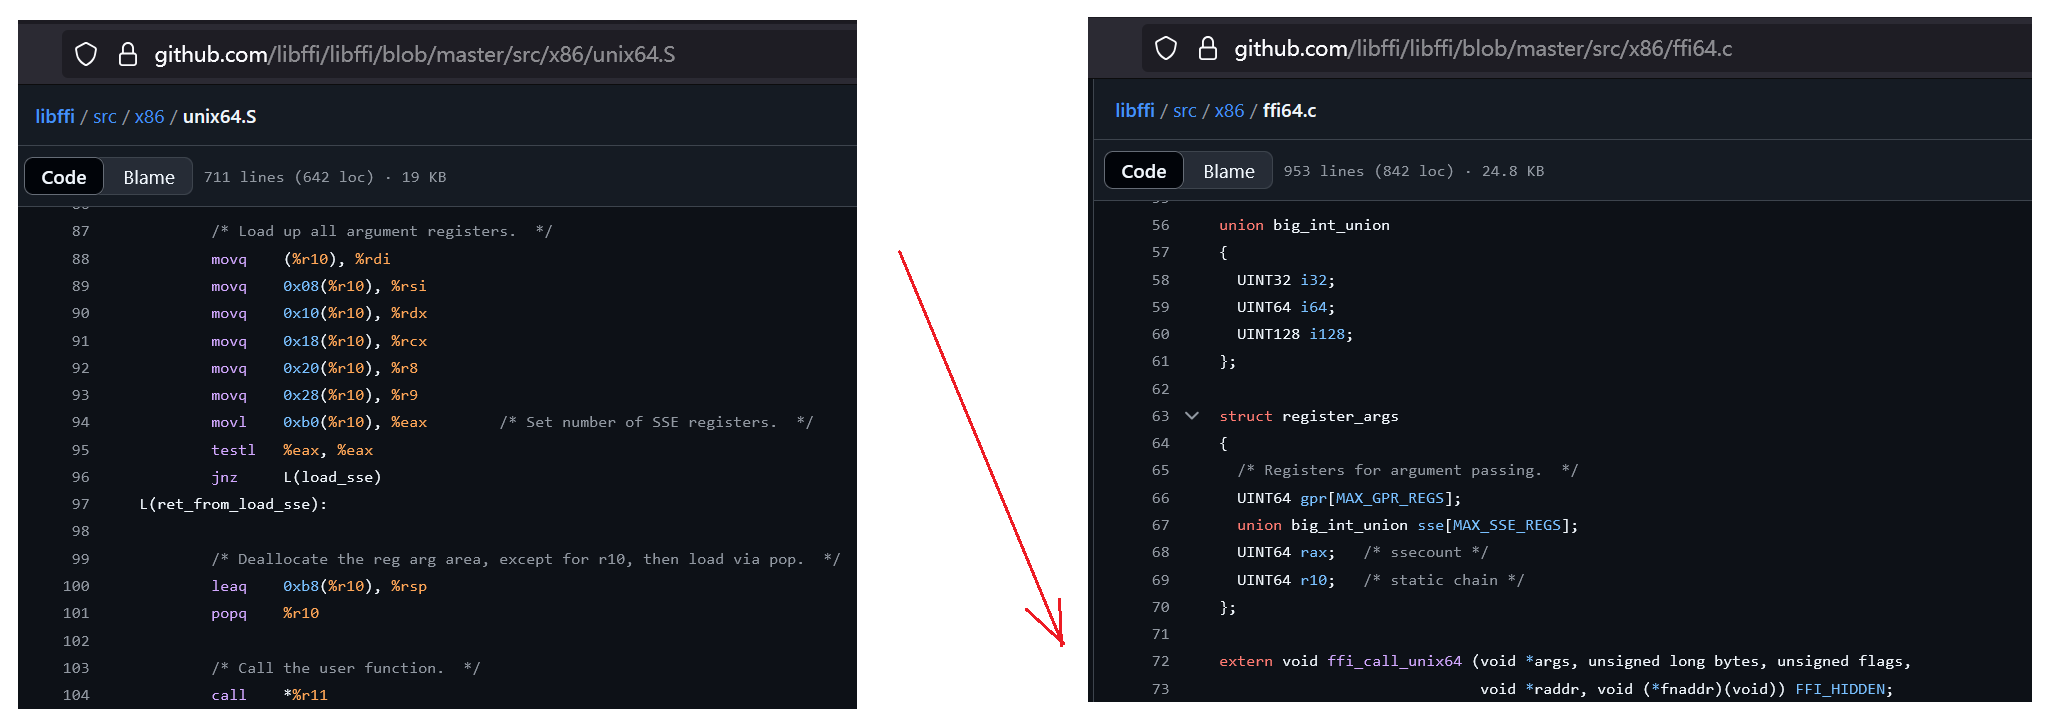 github.com/libffi/libffi/blob/master/src/x86/unix64.S
libffi / src / x86 / unix64.S
Code Blame 711 lines (642 loc) · 19 KB
87 /* Load up all argument registers.  */
88 movq (%r10), %rdi
89 movq 0x08(%r10), %rsi
90 movq 0x10(%r10), %rdx
91 movq 0x18(%r10), %rcx
92 movq 0x20(%r10), %r8
93 movq 0x28(%r10), %r9
94 movl 0xb0(%r10), %eax /* Set number of SSE registers.  */
95 testl %eax, %eax
96 jnz L(load_sse)
97 L(ret_from_load_sse):
98
99 /* Deallocate the reg arg area, except for r10, then load via pop.  */
100 leaq 0xb8(%r10), %rsp
101 popq %r10
102
103 /* Call the user function.  */
104 call *%r11
github.com/libffi/libffi/blob/master/src/x86/ffi64.c
libffi / src / x86 / ffi64.c
Code Blame 953 lines (842 loc) · 24.8 KB
56 union big_int_union
57 {
58 UINT32 i32;
59 UINT64 i64;
60 UINT128 i128;
61 };
62
63 struct register_args
64 {
65 /* Registers for argument passing.  */
66 UINT64 gpr[MAX_GPR_REGS];
67 union big_int_union sse[MAX_SSE_REGS];
68 UINT64 rax; /* ssecount */
69 UINT64 r10; /* static chain */
70 };
71
72 extern void ffi_call_unix64 (void *args, unsigned long bytes, unsigned flags,
73 void *raddr, void (*fnaddr)(void)) FFI_HIDDEN;